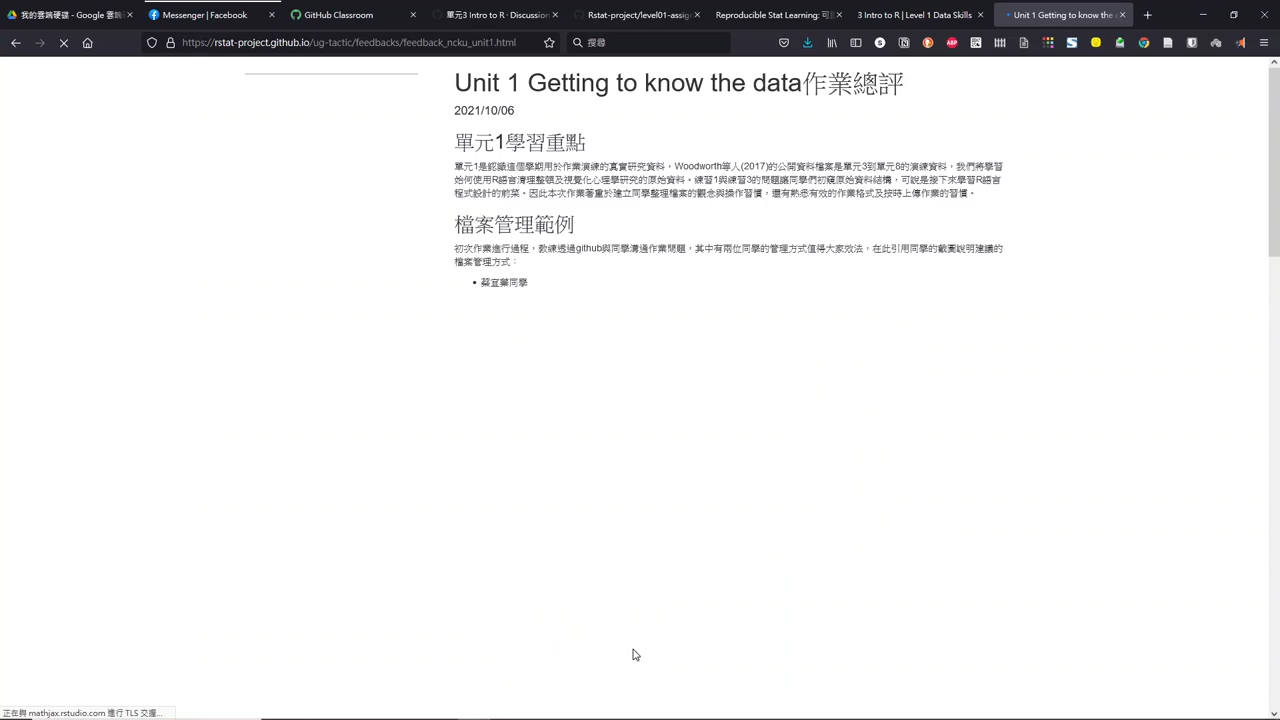 我的雲端硬碟 - Google 雲端
Messenger | Facebook
GitHub Classroom
單元3 Intro to R · Discussion
Rstat-project/level01-assig
Reproducible Stat Learning: 可
3 Intro to R | Level 1 Data Skills
Unit 1 Getting to know the
https://rstat-project.github.io/ug-tactic/feedbacks/feedback_ncku_unit1.html
搜尋
Unit 1 Getting to know the data作業總評
2021/10/06
單元1學習重點
單元1是認識這個學期用於作業演練的真實研究資料，Woodworth等人(2017)的公開資料檔案是單元3到單元8的演練資料，我們將學習
如何使用R語言清理整頓及視覺化心理學研究的原始資料。練習1與練習3的問題讓同學們初窺原始資料結構，可說是接下來學習R語言
程式設計的前菜。因此本次作業著重於建立同學整理檔案的觀念與操作習慣，還有熟悉有效的作業格式及按時上傳作業的習慣。
檔案管理範例
初次作業進行過程，教練透過github與同學溝通作業問題，其中有兩位同學的管理方式值得大家效法，在此引用同學的截圖說明建議的
檔案管理方式：
• 蔡宜蓁同學
正在與 mathjax.rstudio.com 進行 TLS 交握...